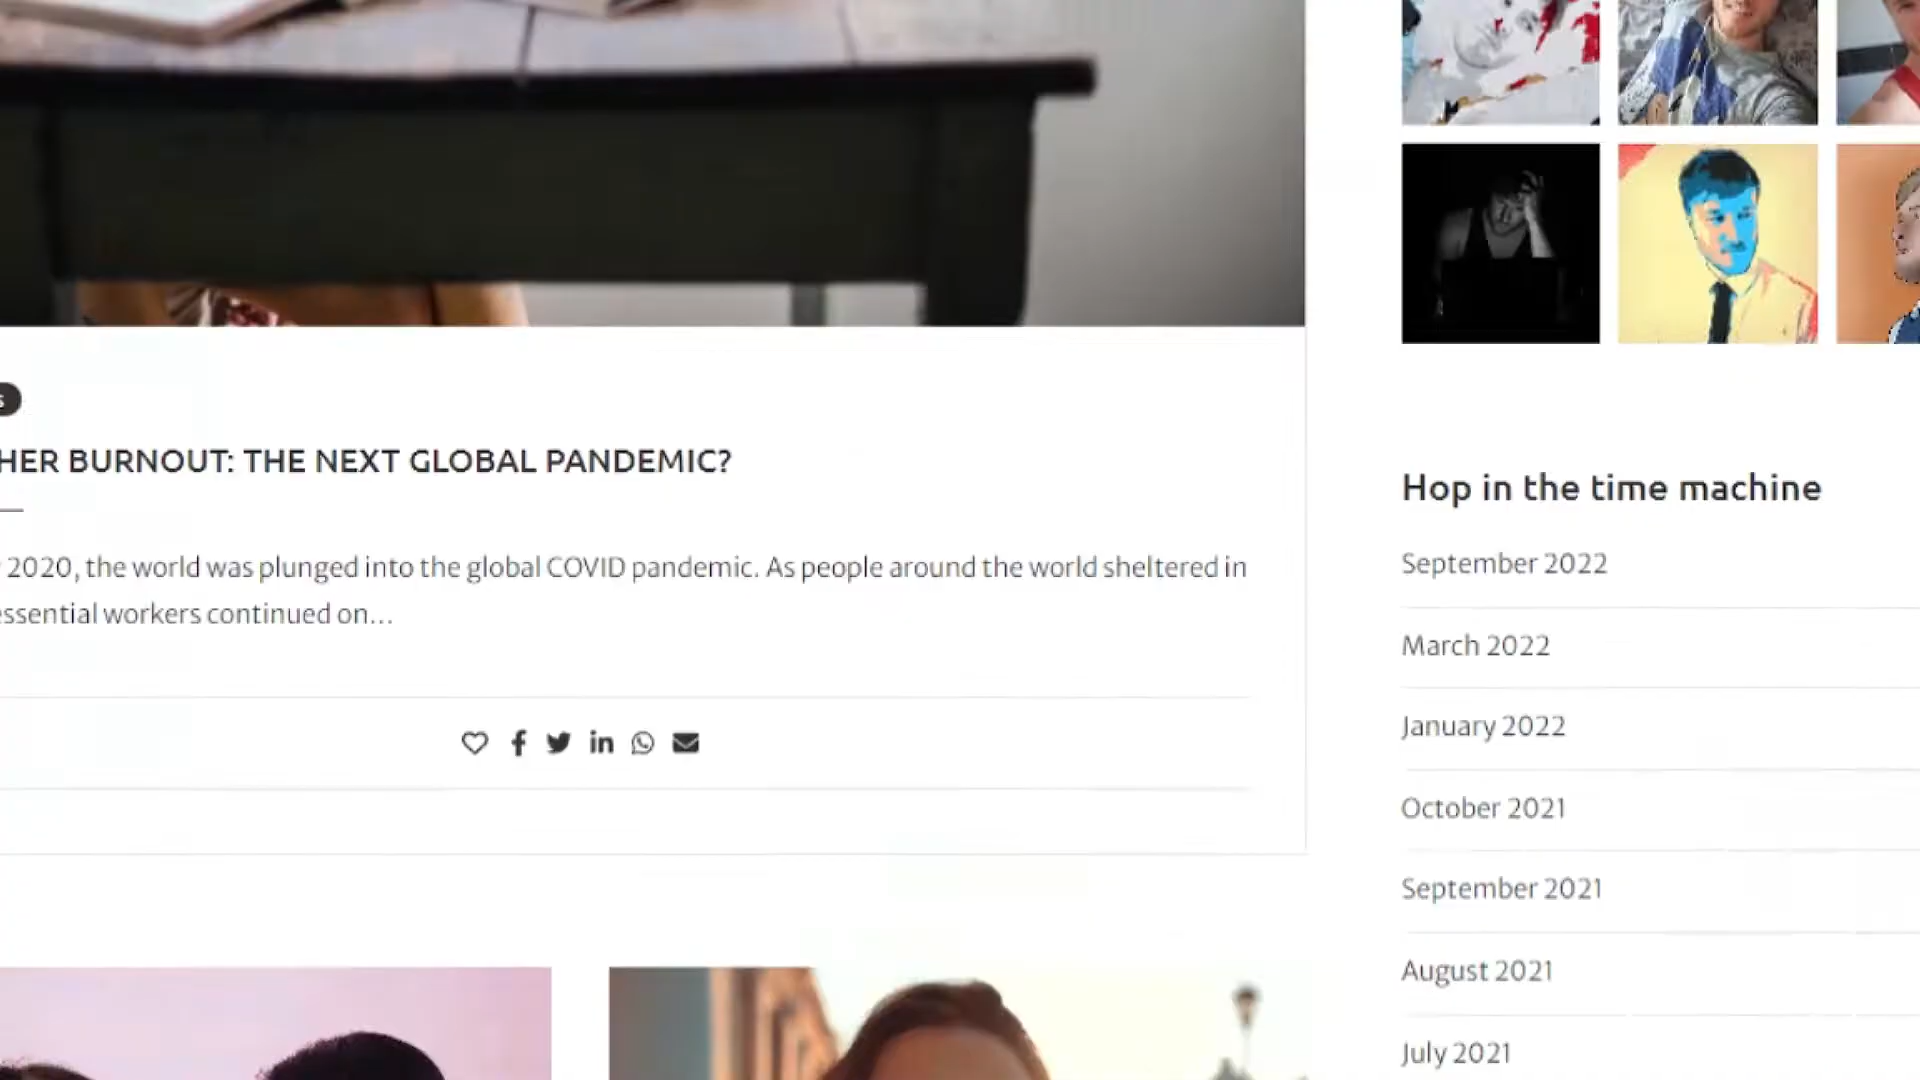 BURNOUT: THE NEXT GLOBAL PANDEMIC?
2020, the world was plunged into the global COVID pandemic. As people around the world sheltered in
workers continued on...
Hop in the time machine
September 2022
March 2022
January 2022
October 2021
September 2021
August 2021
July 2021